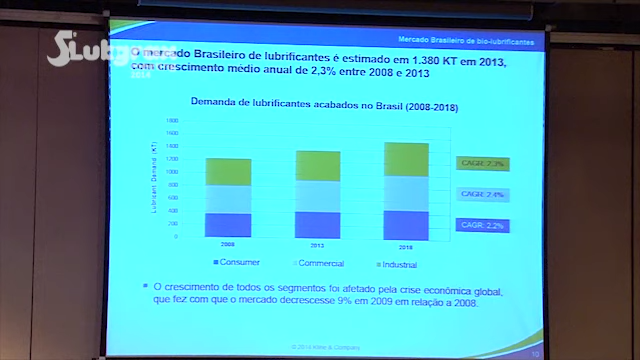 Mercado Brasileiro de bio-lubrificantes
O mercado Brasileiro de lubrificantes é estimado em 1.380 KT em 2013,
com crescimento médio anual de 2,3% entre 2008 e 2013
2014
Demanda de lubrificantes acabados no Brasil (2008-2018)
Lubricant Demand (KT)
1800
1600
1400
1200
1000
800
600
400
200
0
CAGR: 2,3%
CAGR: 2,4%
CAGR: 2,2%
2008 2013 2018
Consumer Commercial Industrial
O crescimento de todos os segmentos foi afetado pela crise econômica global,
que fez com que o mercado decrescesse 9% em 2009 em relação a 2008.
© 2014 Kline & Company
10